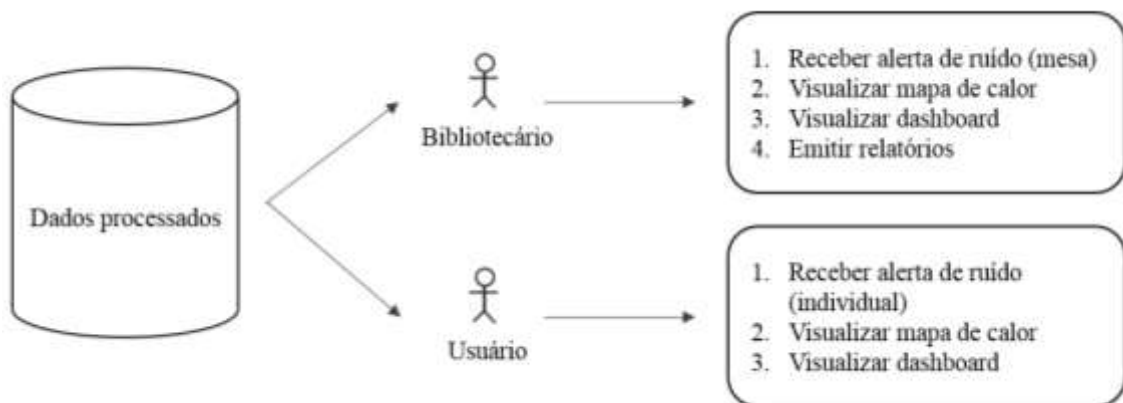 Dados processados
Bibliotecário
1. Receber alerta de ruído (mesa)
2. Visualizar mapa de calor
3. Visualizar dashboard
4. Emitir relatórios
Usuário
1. Receber alerta de ruído
(individual)
2. Visualizar mapa de calor
3. Visualizar dashboard